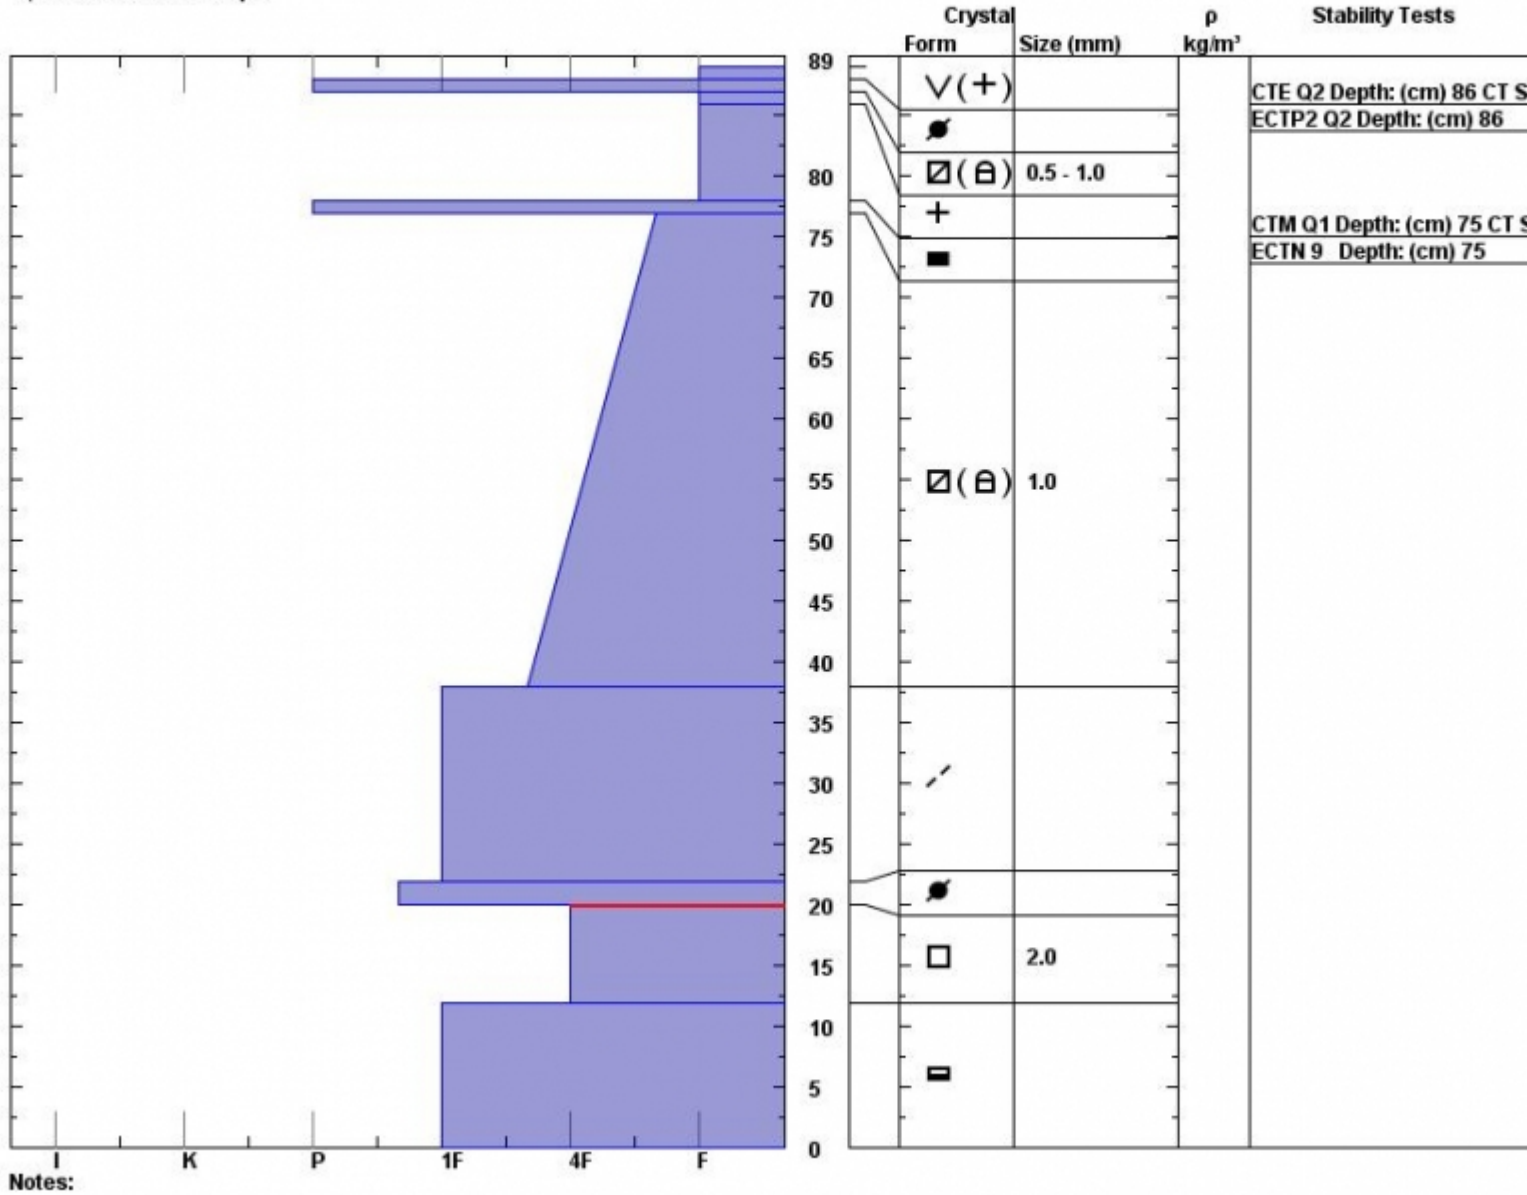 Crystal ρ Stability Tests
Form Size (mm) kg/m³
89
CTE Q2 Depth: (cm) 86 CT S
ECTP2 Q2 Depth: (cm) 86
0.5 - 1.0
80
CTM Q1 Depth: (cm) 75 CT S
75
ECTN 9 Depth: (cm) 75
70
65
60
55 1.0
50
45
40
35
30
25
20
15 2.0
10
5
0
I K P 1F 4F F
Notes: